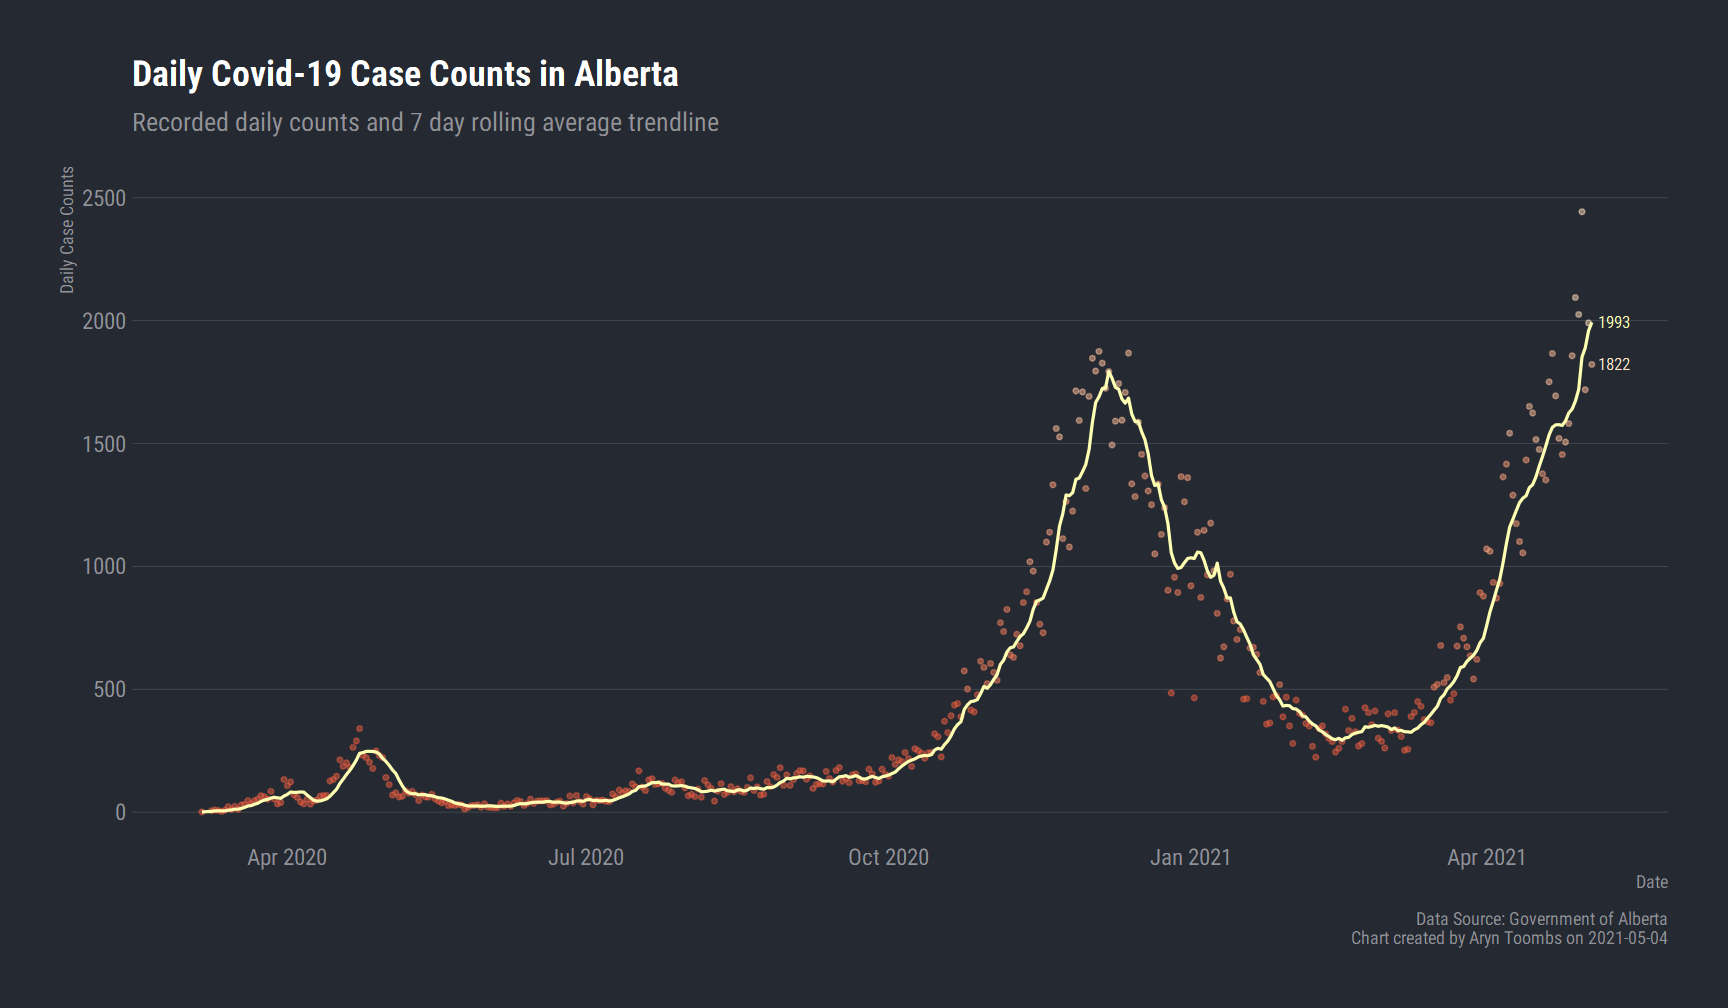 Daily Covid-19 Case Counts in Alberta
Recorded daily counts and 7 day rolling average trendline
Daily Case Counts
2500
2000
1500
1000
500
0
1993
1822
Apr 2020
Jul 2020
Oct 2020
Jan 2021
Apr 2021
Date
Data Source: Government of Alberta
Chart created by Aryn Toombs on 2021-05-04